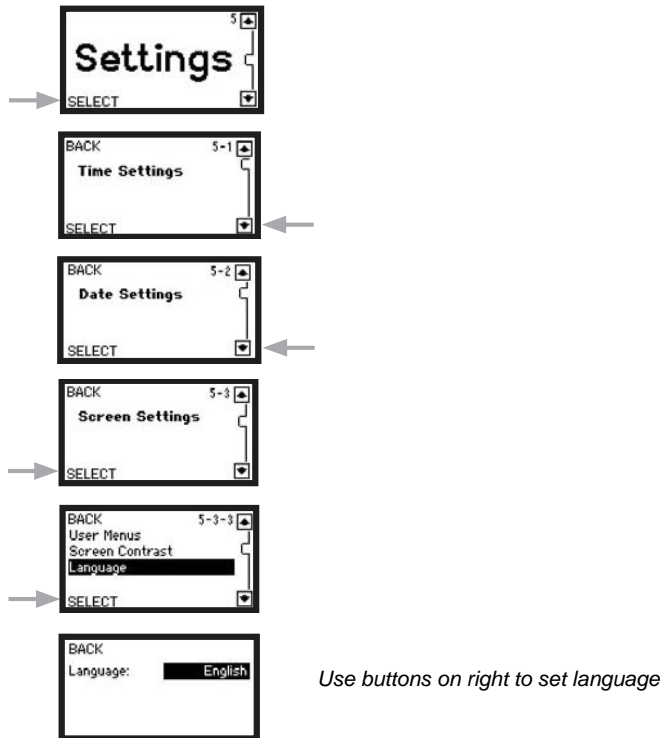 5
Settings
SELECT
BACK 5-1
Time Settings
SELECT
BACK 5-2
Date Settings
SELECT
BACK 5-3
Screen Settings
SELECT
BACK 5-3-3
User Menus
Screen Contrast
Language
SELECT
BACK
Language: English
Use buttons on right to set language